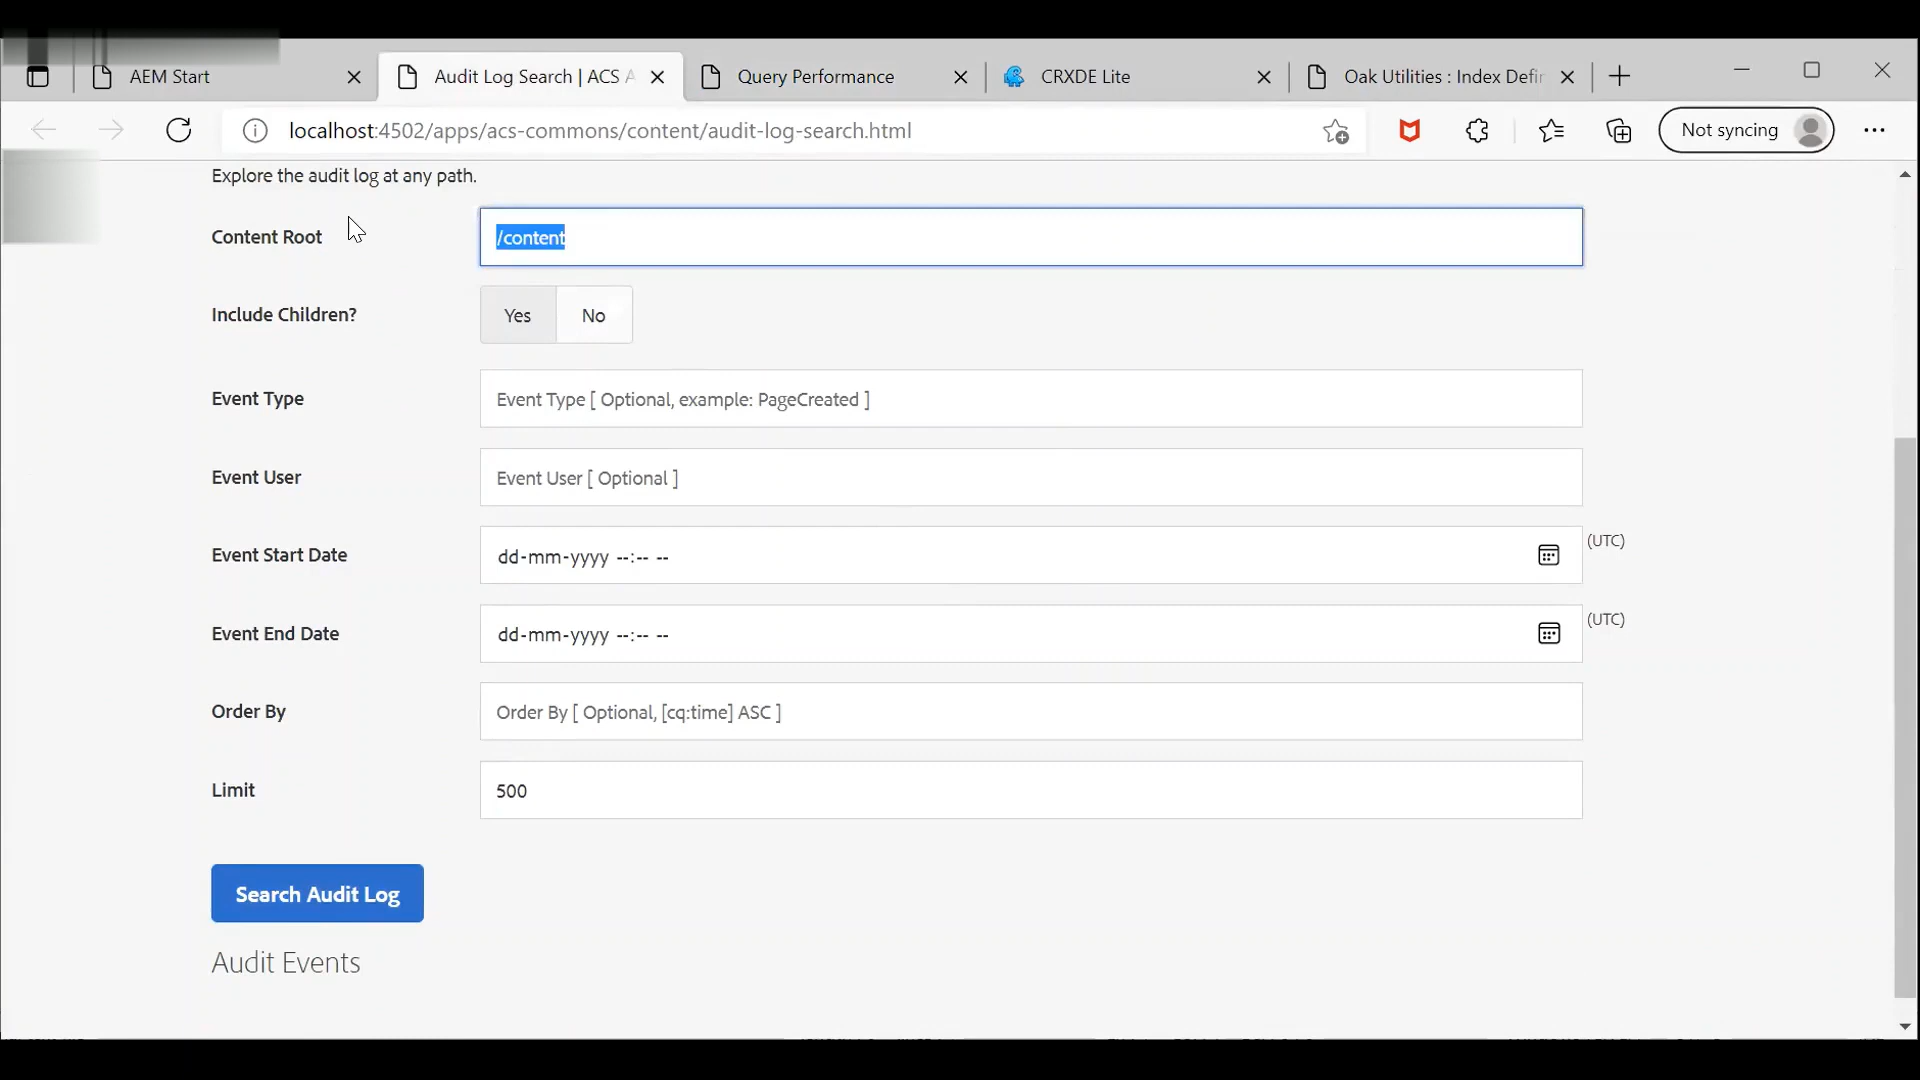 AEM Start
Audit Log Search | ACS A
Query Performance
CRXDE Lite
Oak Utilities : Index Defir
localhost:4502/apps/acs-commons/content/audit-log-search.html
Not syncing
Explore the audit log at any path.
Content Root
/content
Include Children?
Yes
No
Event Type
Event Type [ Optional, example: PageCreated ]
Event User
Event User [ Optional ]
Event Start Date
dd-mm-yyyy --:-- --
(UTC)
Event End Date
dd-mm-yyyy --:-- --
(UTC)
Order By
Order By [ Optional, [cq:time] ASC ]
Limit
500
Search Audit Log
Audit Events